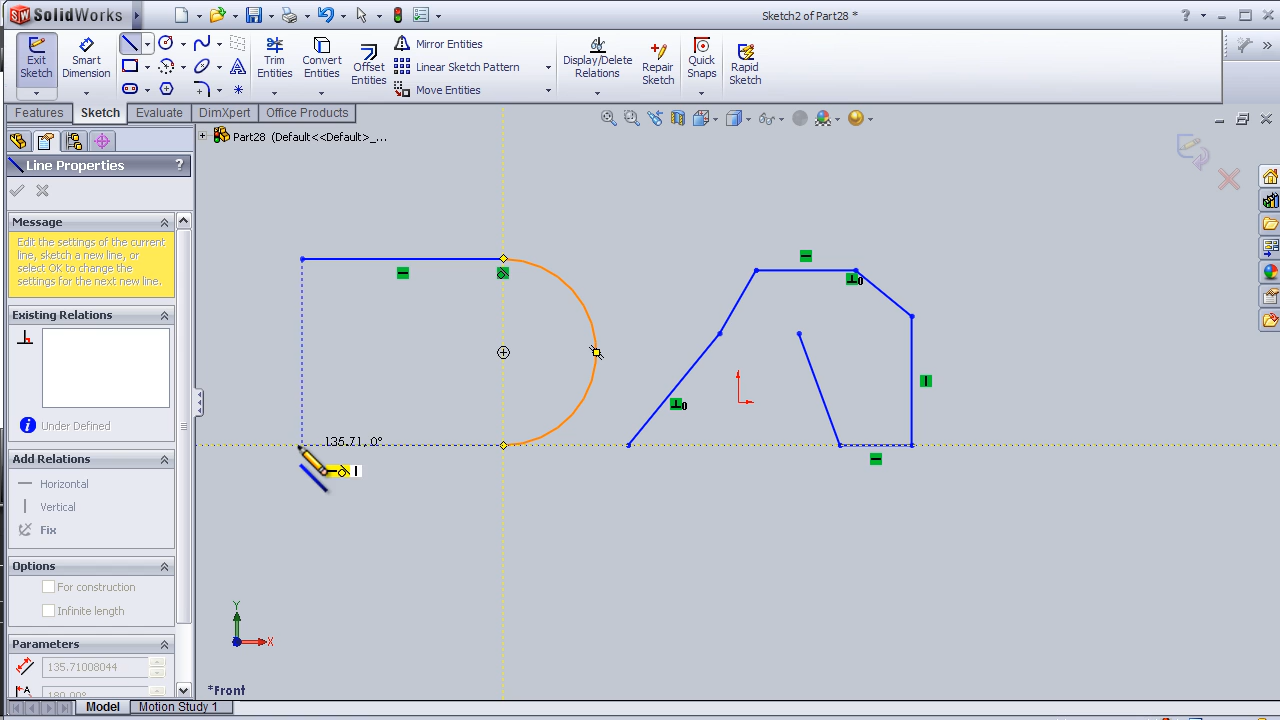 SolidWorks
Sketch2 of Part28 *
?
Exit Sketch
Smart Dimension
Trim Entities
Convert Entities
Offset Entities
Mirror Entities
Linear Sketch Pattern
Move Entities
Display/Delete Relations
Repair Sketch
Quick Snaps
Rapid Sketch
Features
Sketch
Evaluate
DimXpert
Office Products
Part28 (Default<<Default>_...
Line Properties
?
Message
Edit the settings of the current
line, sketch a new line, or
select OK to change the
settings for the next new line.
Existing Relations
Under Defined
Add Relations
Horizontal
Vertical
Fix
Options
For construction
Infinite length
Parameters
135.71008044
180.00°
135.71, 0°
0
0
Y
X
*Front
Model
Motion Study 1